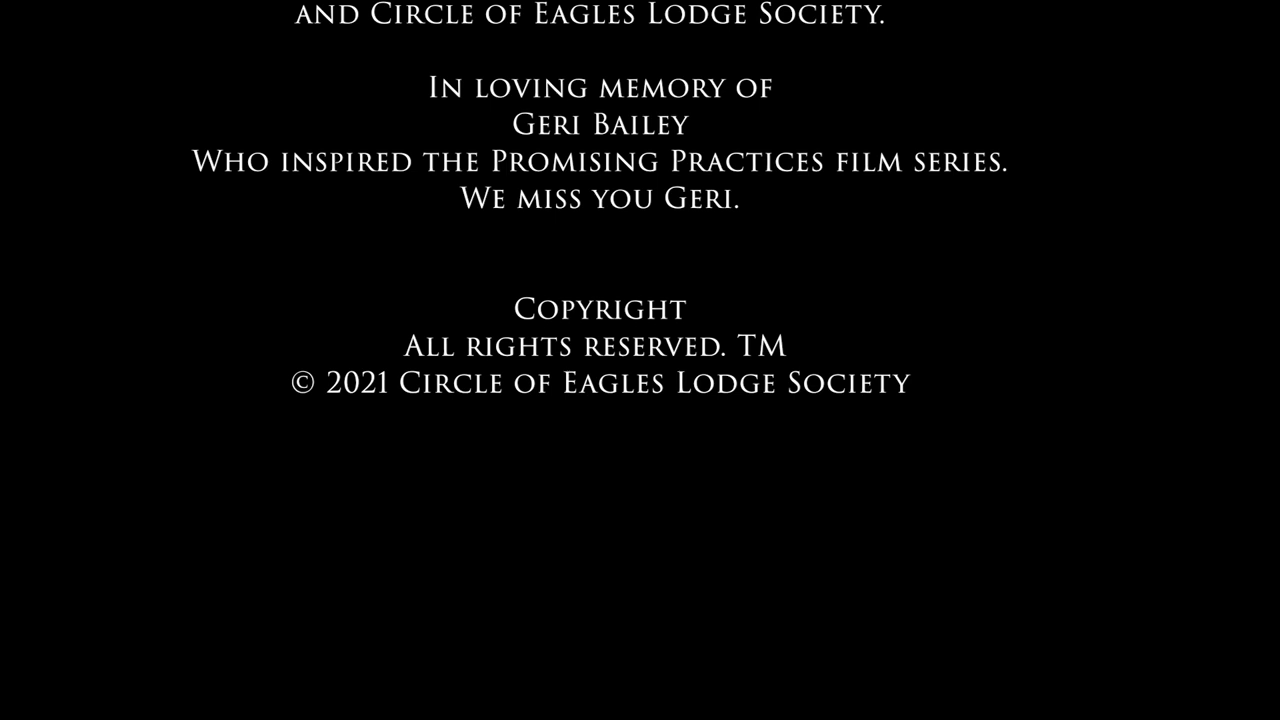 and Circle of Eagles Lodge Society.
In loving memory of
Geri Bailey
Who inspired the Promising Practices film series.
We miss you Geri.
Copyright
All rights reserved. TM
© 2021 Circle of Eagles Lodge Society